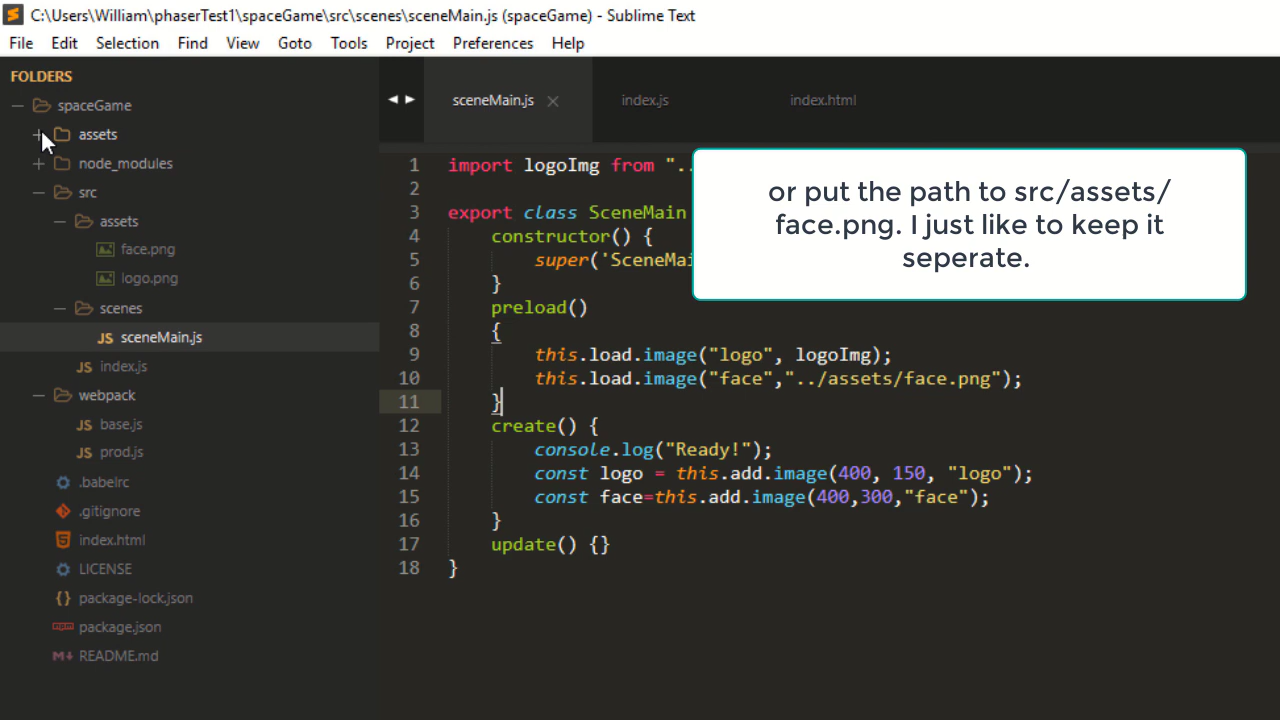 C:\Users\William\phaserTest1\spaceGame\src\scenes\sceneMain.js (spaceGame) - Sublime Text
File Edit Selection Find View Goto Tools Project Preferences Help
FOLDERS
spaceGame
assets
node_modules
src
assets
face.png
logo.png
scenes
JS sceneMain.js
JS index.js
webpack
JS base.js
JS prod.js
.babelrc
.gitignore
index.html
LICENSE
{} package-lock.json
npm package.json
M README.md
sceneMain.js index.js index.html
1 import logoImg from "..
2
3 export class SceneMain
4 constructor() {
5 super('SceneMai
6 }
7 preload()
8 {
9 this.load.image("logo", logoImg);
10 this.load.image("face","../assets/face.png");
11 }
12 create() {
13 console.log("Ready!");
14 const logo = this.add.image(400, 150, "logo");
15 const face=this.add.image(400,300,"face");
16 }
17 update() {}
18 }
or put the path to src/assets/
face.png. I just like to keep it
seperate.